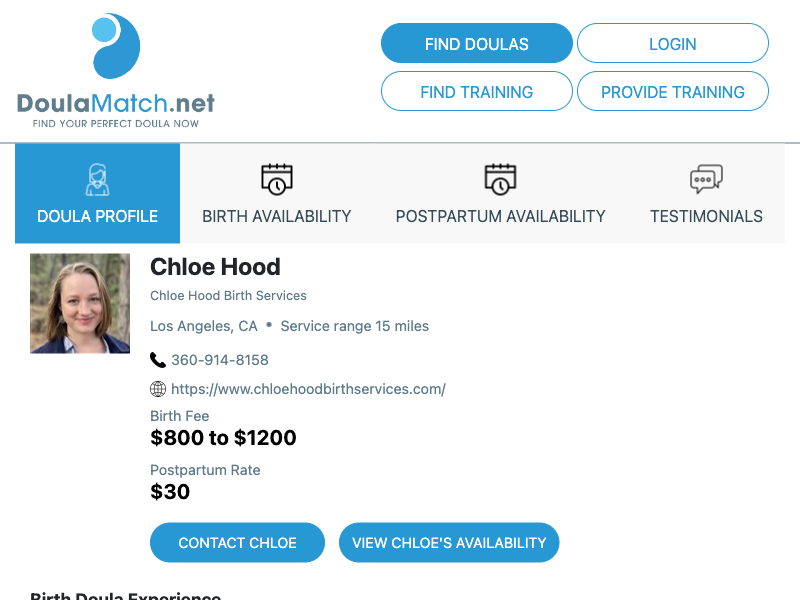 DoulaMatch.net
FIND YOUR PERFECT DOULA NOW
FIND DOULAS
LOGIN
FIND TRAINING
PROVIDE TRAINING
DOULA PROFILE
BIRTH AVAILABILITY
POSTPARTUM AVAILABILITY
TESTIMONIALS
Chloe Hood
Chloe Hood Birth Services
Los Angeles, CA • Service range 15 miles
360-914-8158
https://www.chloehoodbirthservices.com/
Birth Fee
$800 to $1200
Postpartum Rate
$30
CONTACT CHLOE
VIEW CHLOE'S AVAILABILITY
Birth Doula Experience